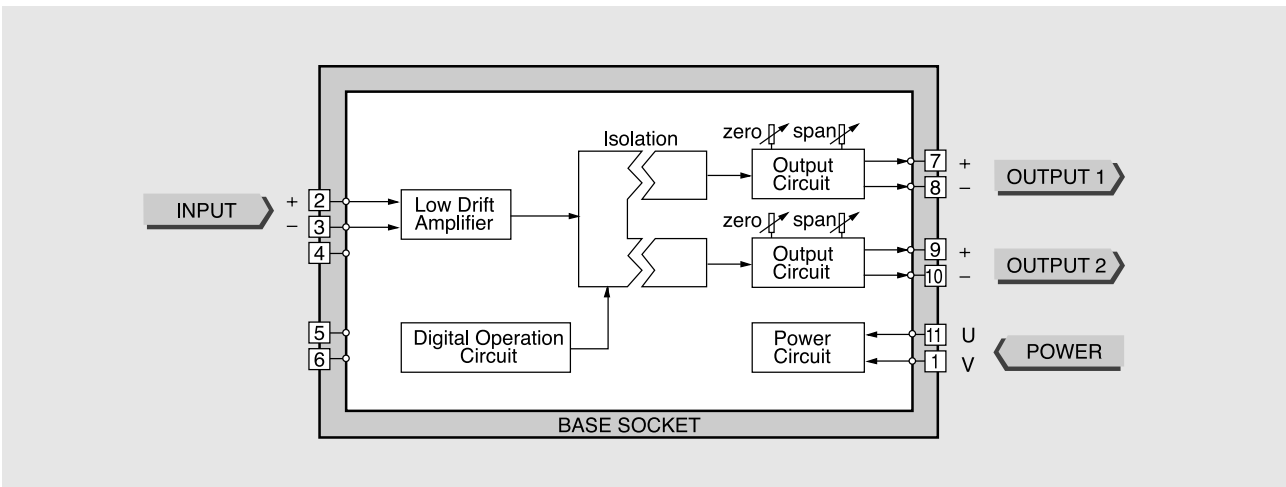 Isolation
zero span
Output
Circuit
7 +
8 −
OUTPUT 1
INPUT
+ 2
− 3
4
Low Drift
Amplifier
zero span
Output
Circuit
9 +
10 −
OUTPUT 2
5
6
Digital Operation
Circuit
Power
Circuit
11 U
1 V
POWER
BASE SOCKET